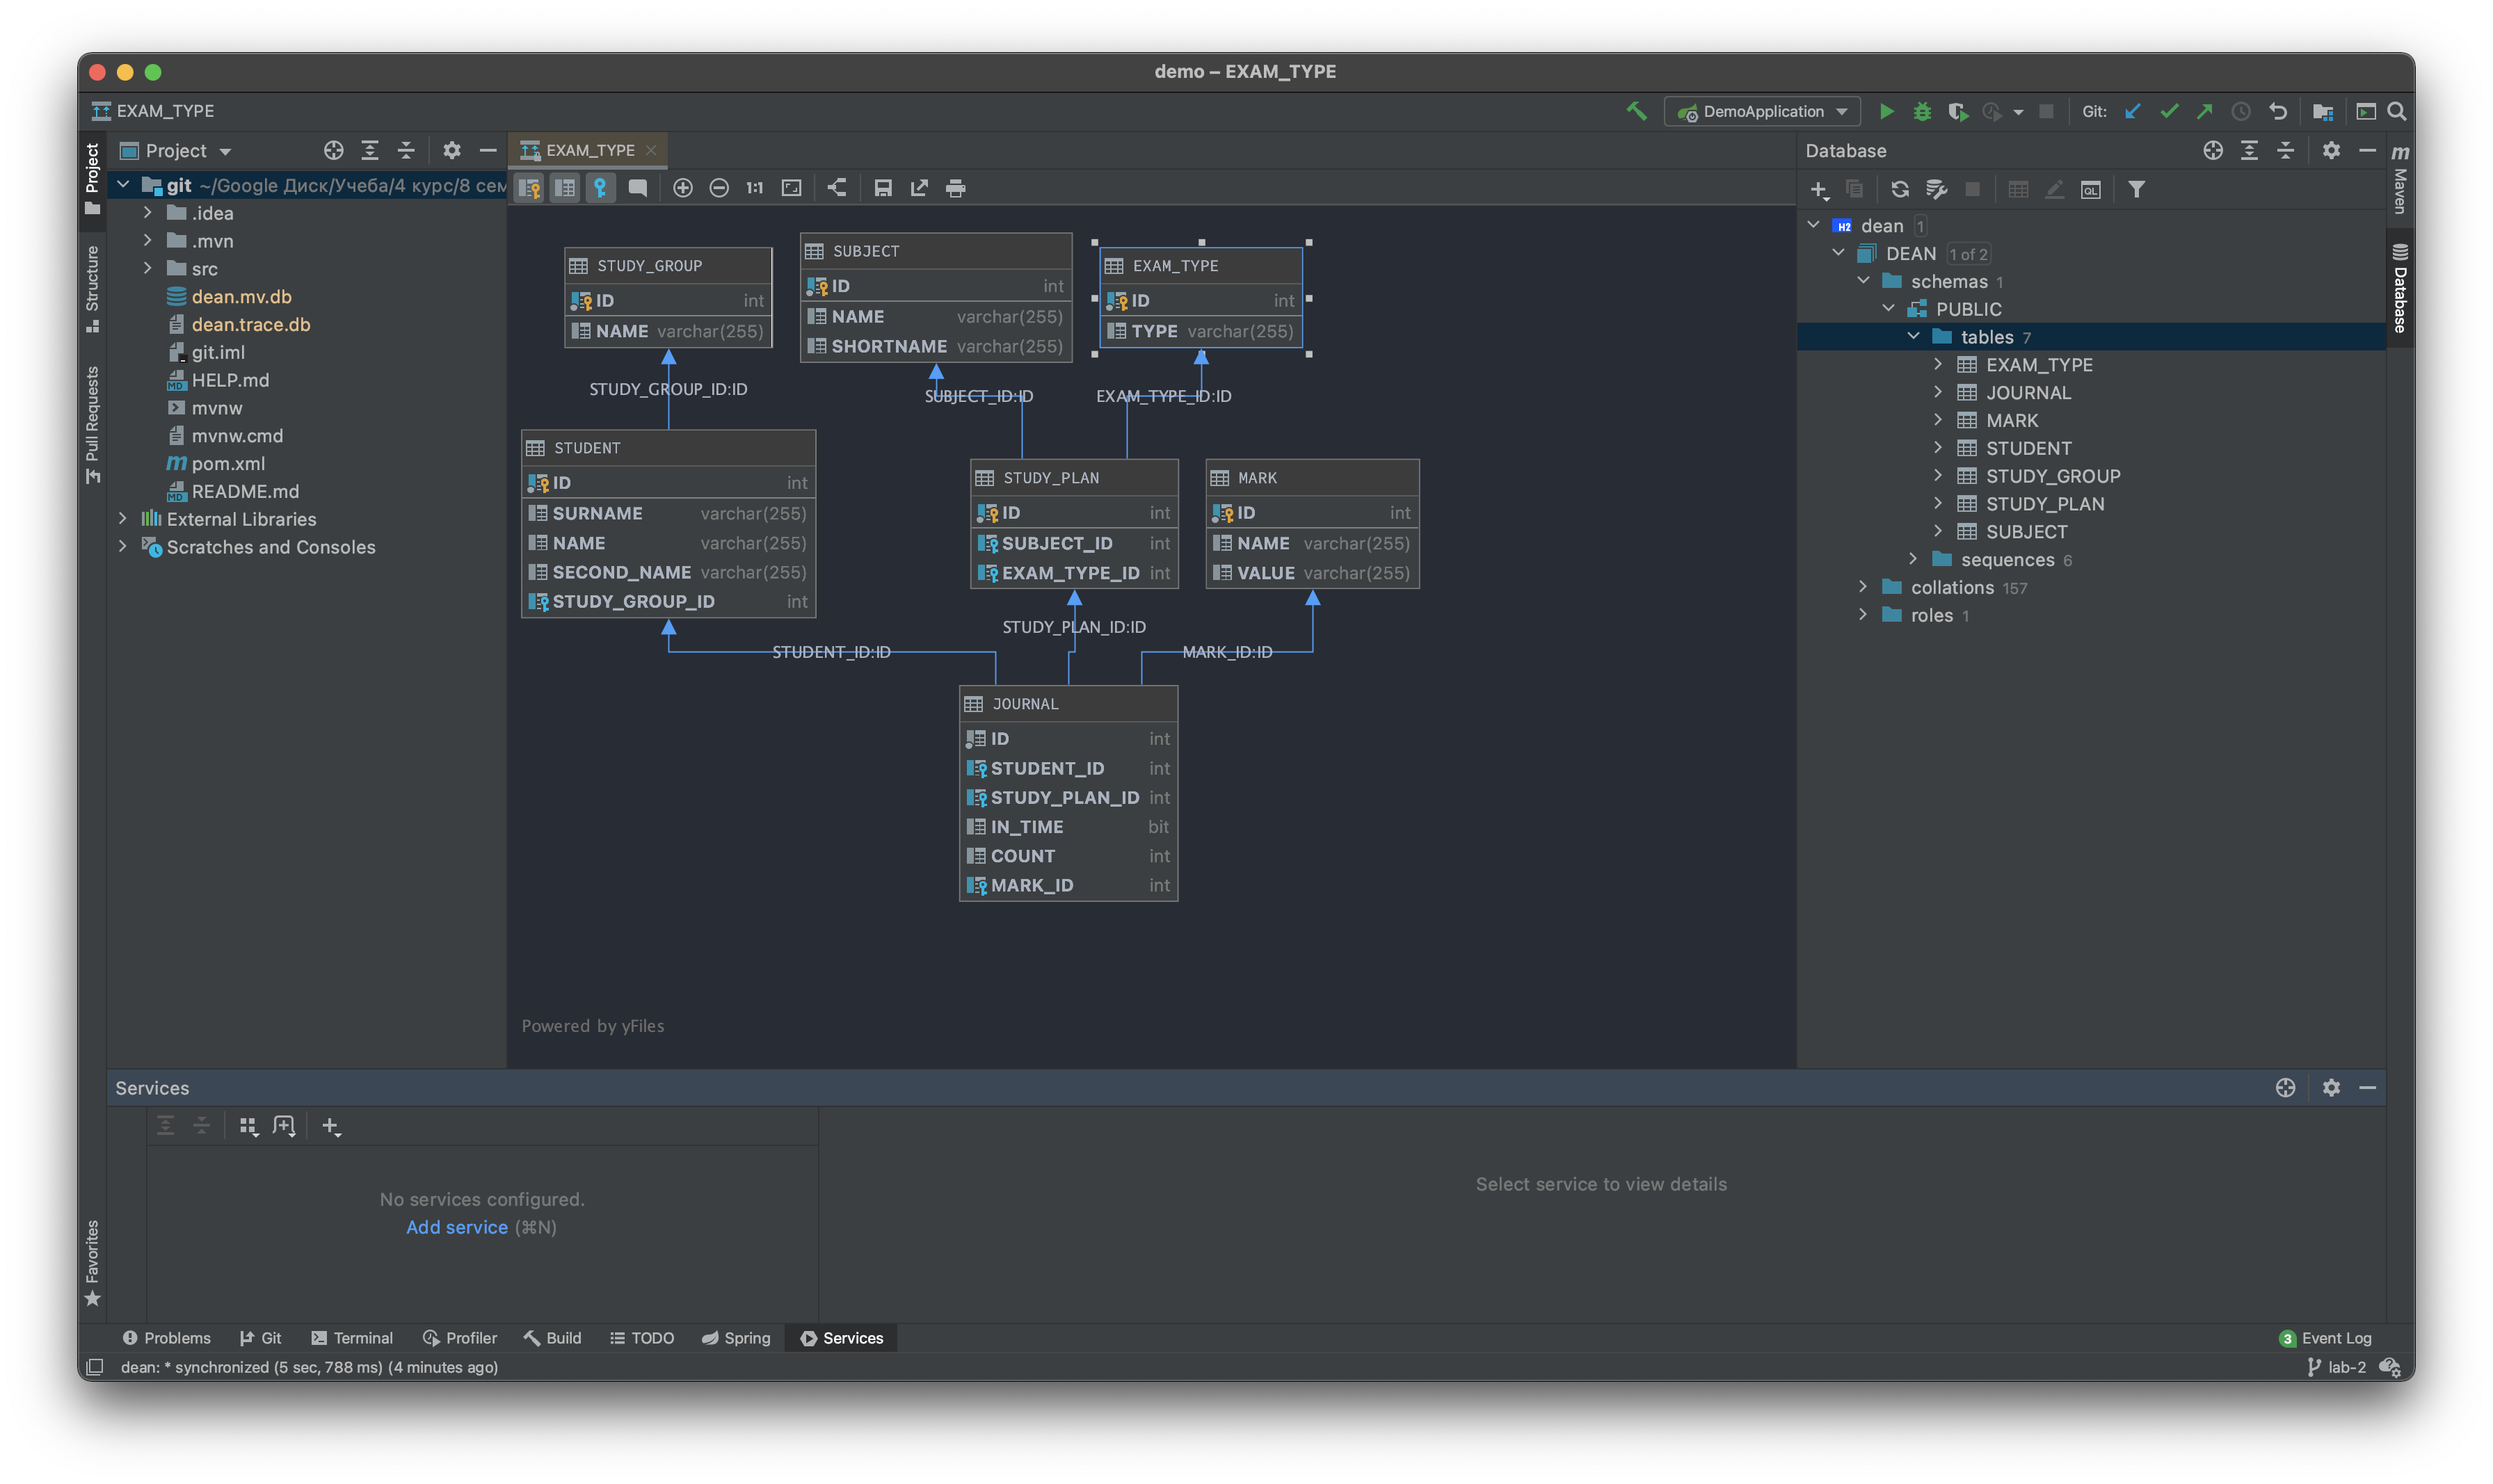 demo – EXAM_TYPE
EXAM_TYPE
DemoApplication
Git:
Project
EXAM_TYPE
Database
git ~/Google Диск/Учеба/4 курс/8 сем
.idea
.mvn
src
dean.mv.db
dean.trace.db
git.iml
HELP.md
mvnw
mvnw.cmd
pom.xml
README.md
External Libraries
Scratches and Consoles
Project
Structure
Pull Requests
Favorites
1:1
STUDY_GROUP
ID int
NAME varchar(255)
SUBJECT
ID int
NAME varchar(255)
SHORTNAME varchar(255)
EXAM_TYPE
ID int
TYPE varchar(255)
STUDY_GROUP_ID:ID
SUBJECT_ID:ID
EXAM_TYPE_ID:ID
STUDENT
ID int
SURNAME varchar(255)
NAME varchar(255)
SECOND_NAME varchar(255)
STUDY_GROUP_ID int
STUDY_PLAN
ID int
SUBJECT_ID int
EXAM_TYPE_ID int
MARK
ID int
NAME varchar(255)
VALUE varchar(255)
STUDENT_ID:ID
STUDY_PLAN_ID:ID
MARK_ID:ID
JOURNAL
ID int
STUDENT_ID int
STUDY_PLAN_ID int
IN_TIME bit
COUNT int
MARK_ID int
Powered by yFiles
QL
H2 dean 1
DEAN 1 of 2
schemas 1
PUBLIC
tables 7
EXAM_TYPE
JOURNAL
MARK
STUDENT
STUDY_GROUP
STUDY_PLAN
SUBJECT
sequences 6
collations 157
roles 1
m
Maven
Database
Services
No services configured.
Add service (⌘N)
Select service to view details
Problems
Git
Terminal
Profiler
Build
TODO
Spring
Services
3 Event Log
dean: * synchronized (5 sec, 788 ms) (4 minutes ago)
lab-2